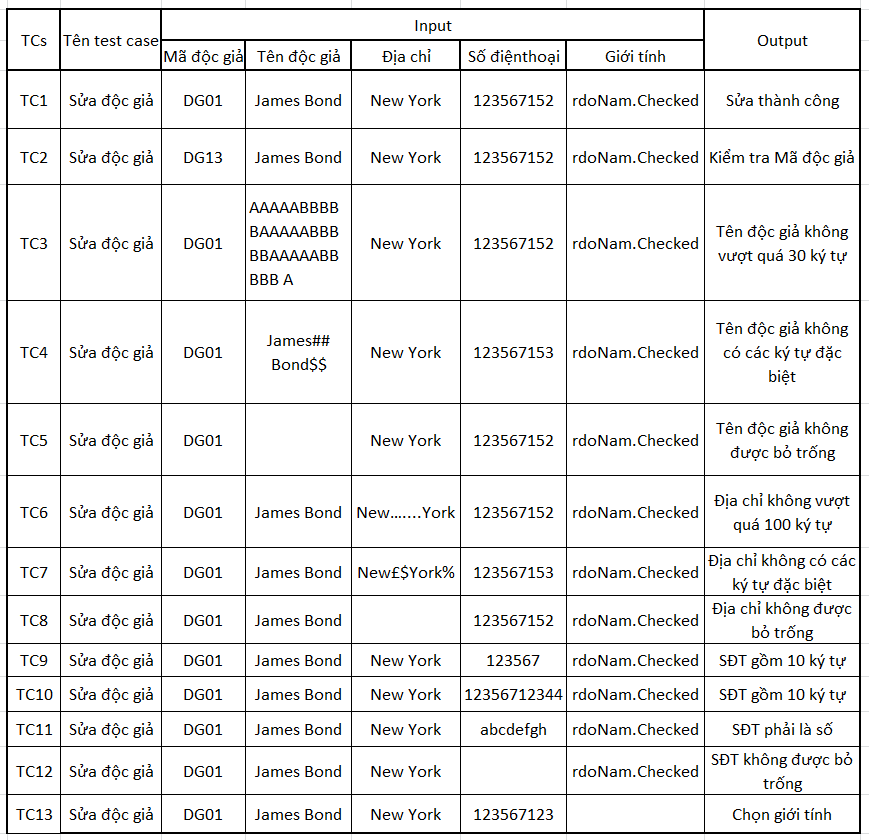 TCs Tên test case Input Output
Mã độc giả Tên độc giả Địa chỉ Số điệnthoại Giới tính
TC1 Sửa độc giả DG01 James Bond New York 123567152 rdoNam.Checked Sửa thành công
TC2 Sửa độc giả DG13 James Bond New York 123567152 rdoNam.Checked Kiểm tra Mã độc giả
TC3 Sửa độc giả DG01 AAAAABBBB
BAAAAABBB
BBAAAAABB
BBB A New York 123567152 rdoNam.Checked Tên độc giả không
vượt quá 30 ký tự
TC4 Sửa độc giả DG01 James##
Bond$$ New York 123567153 rdoNam.Checked Tên độc giả không
có các ký tự đặc
biệt
TC5 Sửa độc giả DG01 New York 123567152 rdoNam.Checked Tên độc giả không
được bỏ trống
TC6 Sửa độc giả DG01 James Bond New…....York 123567152 rdoNam.Checked Địa chỉ không vượt
quá 100 ký tự
TC7 Sửa độc giả DG01 James Bond New£$York% 123567153 rdoNam.Checked Địa chỉ không có các
ký tự đặc biệt
TC8 Sửa độc giả DG01 James Bond 123567152 rdoNam.Checked Địa chỉ không được
bỏ trống
TC9 Sửa độc giả DG01 James Bond New York 123567 rdoNam.Checked SĐT gồm 10 ký tự
TC10 Sửa độc giả DG01 James Bond New York 12356712344 rdoNam.Checked SĐT gồm 10 ký tự
TC11 Sửa độc giả DG01 James Bond New York abcdefgh rdoNam.Checked SĐT phải là số
TC12 Sửa độc giả DG01 James Bond New York rdoNam.Checked SĐT không được bỏ
trống
TC13 Sửa độc giả DG01 James Bond New York 123567123 Chọn giới tính